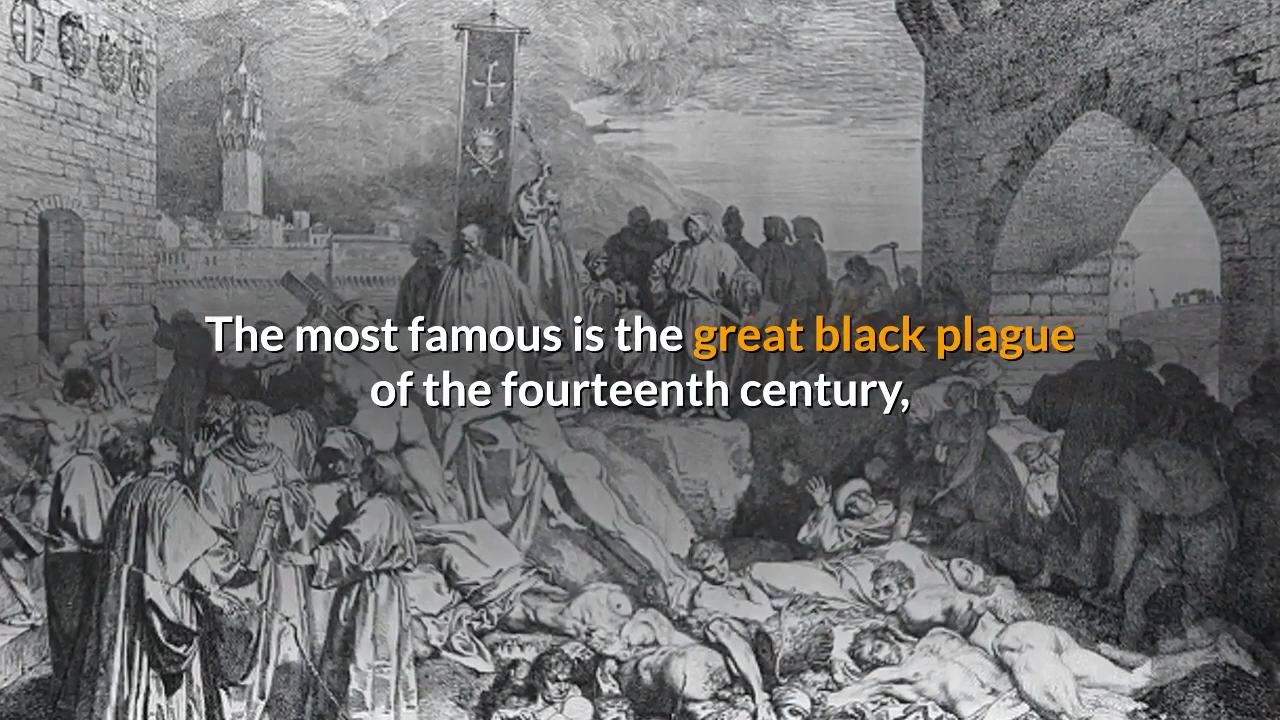 The most famous is the great black plague
of the fourteenth century,